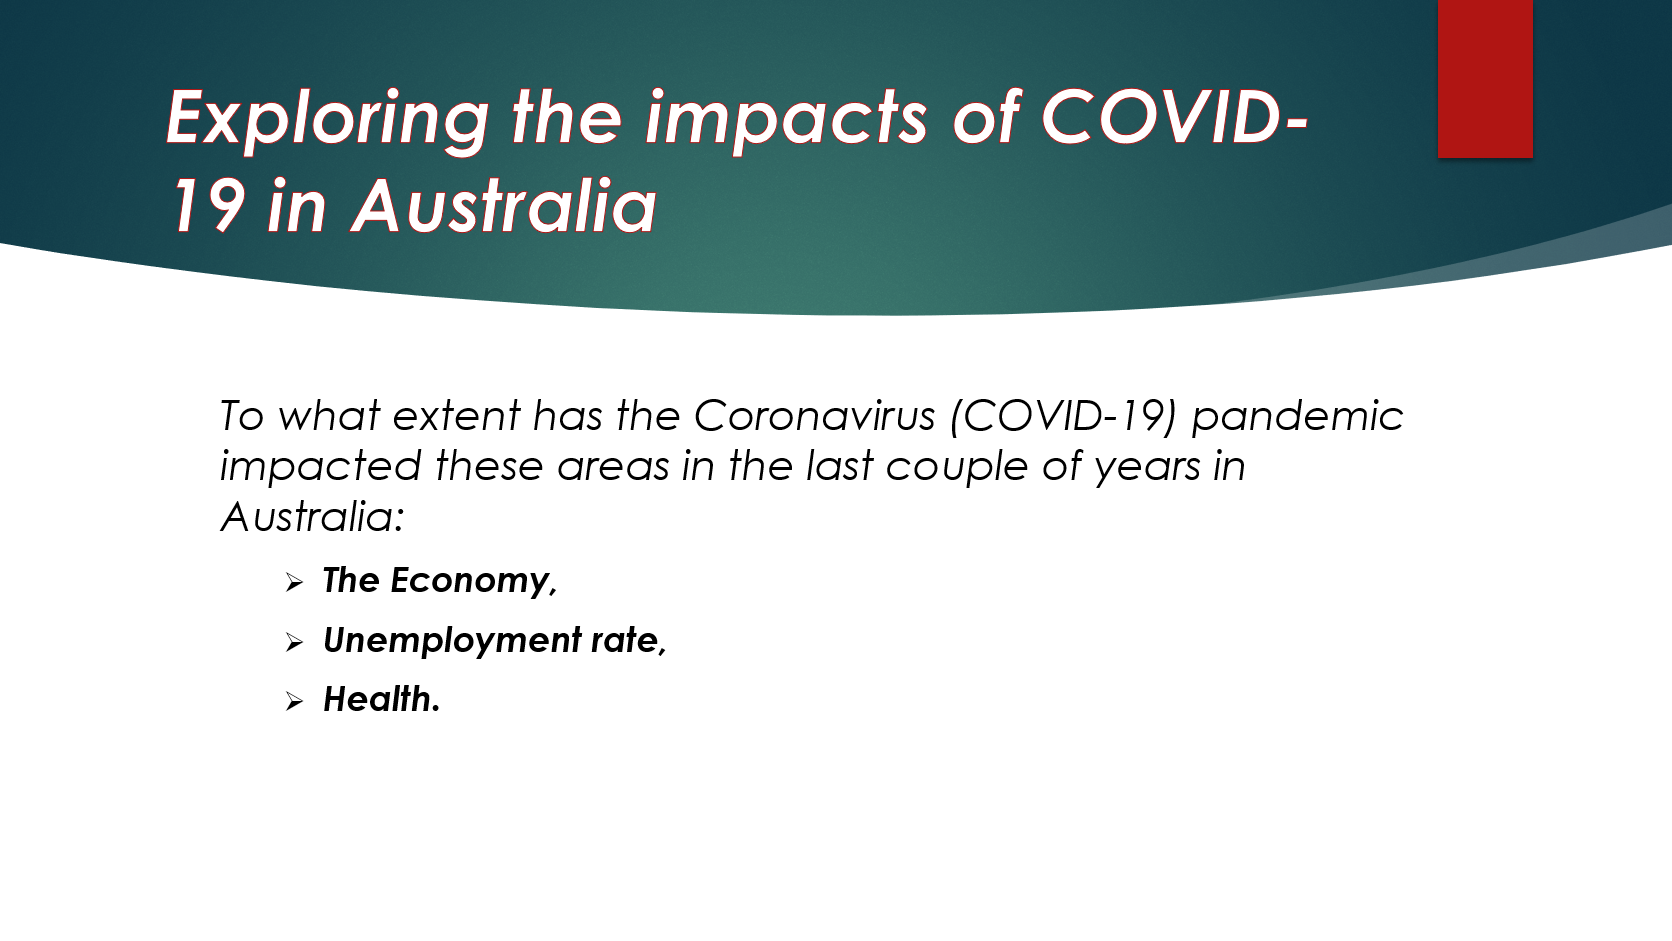 Exploring the impacts of COVID-
19 in Australia
To what extent has the Coronavirus (COVID-19) pandemic
impacted these areas in the last couple of years in
Australia:
➢ The Economy,
➢ Unemployment rate,
➢ Health.